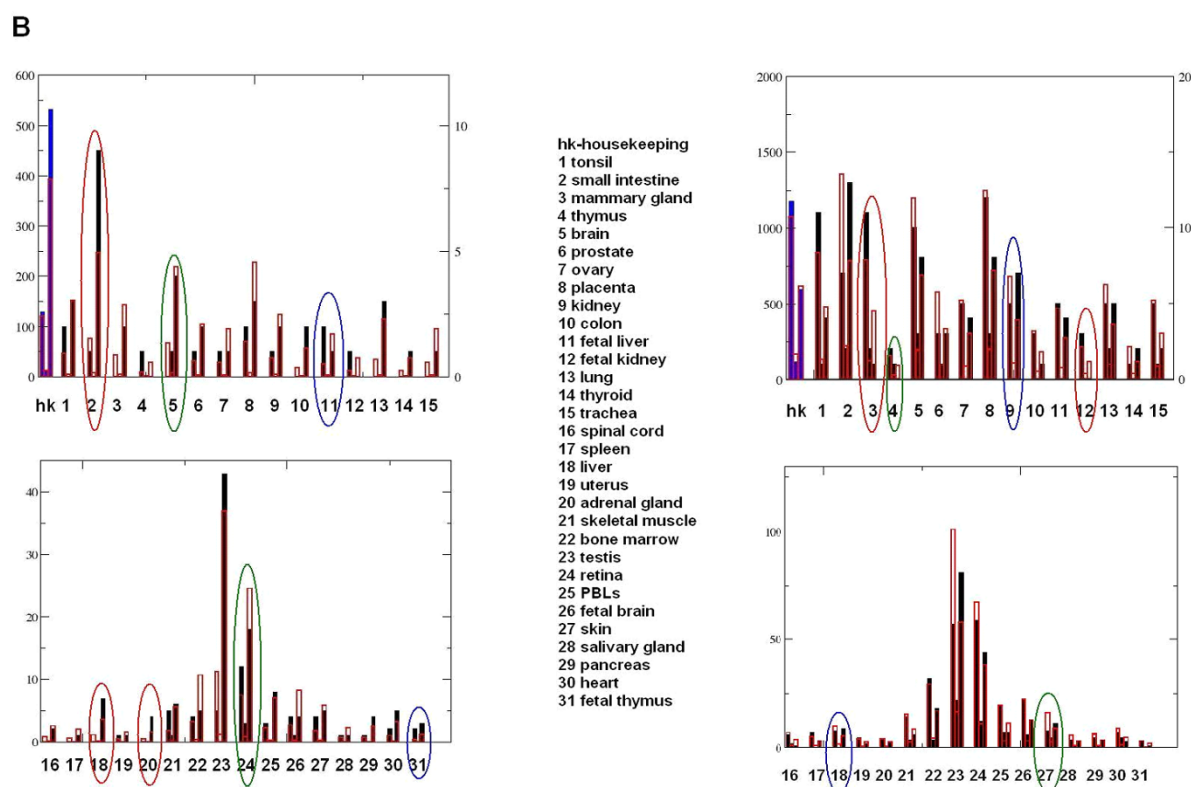 B
600
500
400
300
200
100
0
10
5
0
hk 1 2 3 4 5 6 7 8 9 10 11 12 13 14 15
40
30
20
10
0
16 17 18 19 20 21 22 23 24 25 26 27 28 29 30 31
hk-housekeeping
1 tonsil
2 small intestine
3 mammary gland
4 thymus
5 brain
6 prostate
7 ovary
8 placenta
9 kidney
10 colon
11 fetal liver
12 fetal kidney
13 lung
14 thyroid
15 trachea
16 spinal cord
17 spleen
18 liver
19 uterus
20 adrenal gland
21 skeletal muscle
22 bone marrow
23 testis
24 retina
25 PBLs
26 fetal brain
27 skin
28 salivary gland
29 pancreas
30 heart
31 fetal thymus
2000
1500
1000
500
0
20
10
0
hk 1 2 3 4 5 6 7 8 9 10 11 12 13 14 15
100
50
0
16 17 18 19 20 21 22 23 24 25 26 27 28 29 30 31